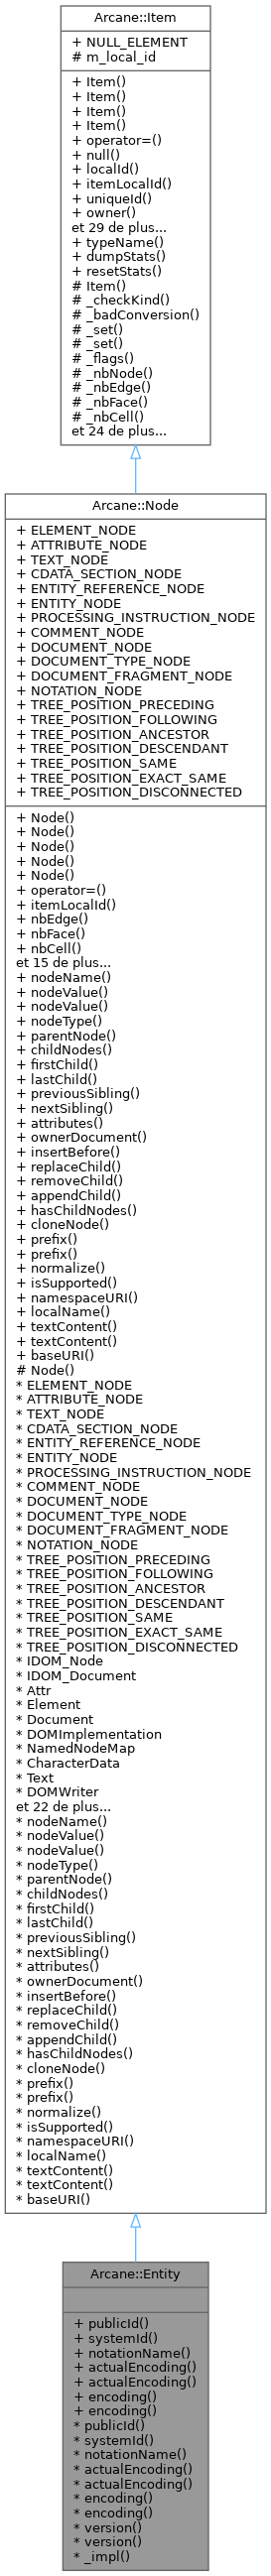 Arcane::Item
+ NULL_ELEMENT
# m_local_id
+ Item()
+ Item()
+ Item()
+ Item()
+ operator=()
+ null()
+ localId()
+ itemLocalId()
+ uniqueId()
+ owner()
et 29 de plus...
+ typeName()
+ dumpStats()
+ resetStats()
# Item()
# _checkKind()
# _badConversion()
# _set()
# _set()
# _flags()
# _nbNode()
# _nbEdge()
# _nbFace()
# _nbCell()
et 24 de plus...
Arcane::Node
+ ELEMENT_NODE
+ ATTRIBUTE_NODE
+ TEXT_NODE
+ CDATA_SECTION_NODE
+ ENTITY_REFERENCE_NODE
+ ENTITY_NODE
+ PROCESSING_INSTRUCTION_NODE
+ COMMENT_NODE
+ DOCUMENT_NODE
+ DOCUMENT_TYPE_NODE
+ DOCUMENT_FRAGMENT_NODE
+ NOTATION_NODE
+ TREE_POSITION_PRECEDING
+ TREE_POSITION_FOLLOWING
+ TREE_POSITION_ANCESTOR
+ TREE_POSITION_DESCENDANT
+ TREE_POSITION_SAME
+ TREE_POSITION_EXACT_SAME
+ TREE_POSITION_DISCONNECTED
+ Node()
+ Node()
+ Node()
+ Node()
+ Node()
+ operator=()
+ itemLocalId()
+ nbEdge()
+ nbFace()
+ nbCell()
et 15 de plus...
+ nodeName()
+ nodeValue()
+ nodeValue()
+ nodeType()
+ parentNode()
+ childNodes()
+ firstChild()
+ lastChild()
+ previousSibling()
+ nextSibling()
+ attributes()
+ ownerDocument()
+ insertBefore()
+ replaceChild()
+ removeChild()
+ appendChild()
+ hasChildNodes()
+ cloneNode()
+ prefix()
+ prefix()
+ normalize()
+ isSupported()
+ namespaceURI()
+ localName()
+ textContent()
+ textContent()
+ baseURI()
# Node()
* ELEMENT_NODE
* ATTRIBUTE_NODE
* TEXT_NODE
* CDATA_SECTION_NODE
* ENTITY_REFERENCE_NODE
* ENTITY_NODE
* PROCESSING_INSTRUCTION_NODE
* COMMENT_NODE
* DOCUMENT_NODE
* DOCUMENT_TYPE_NODE
* DOCUMENT_FRAGMENT_NODE
* NOTATION_NODE
* TREE_POSITION_PRECEDING
* TREE_POSITION_FOLLOWING
* TREE_POSITION_ANCESTOR
* TREE_POSITION_DESCENDANT
* TREE_POSITION_SAME
* TREE_POSITION_EXACT_SAME
* TREE_POSITION_DISCONNECTED
* IDOM_Node
* IDOM_Document
* Attr
* Element
* Document
* DOMImplementation
* NamedNodeMap
* CharacterData
* Text
* DOMWriter
et 22 de plus...
* nodeName()
* nodeValue()
* nodeValue()
* nodeType()
* parentNode()
* childNodes()
* firstChild()
* lastChild()
* previousSibling()
* nextSibling()
* attributes()
* ownerDocument()
* insertBefore()
* replaceChild()
* removeChild()
* appendChild()
* hasChildNodes()
* cloneNode()
* prefix()
* prefix()
* normalize()
* isSupported()
* namespaceURI()
* localName()
* textContent()
* textContent()
* baseURI()
Arcane::Entity
+ publicId()
+ systemId()
+ notationName()
+ actualEncoding()
+ actualEncoding()
+ encoding()
+ encoding()
* publicId()
* systemId()
* notationName()
* actualEncoding()
* actualEncoding()
* encoding()
* encoding()
* version()
* version()
* _impl()